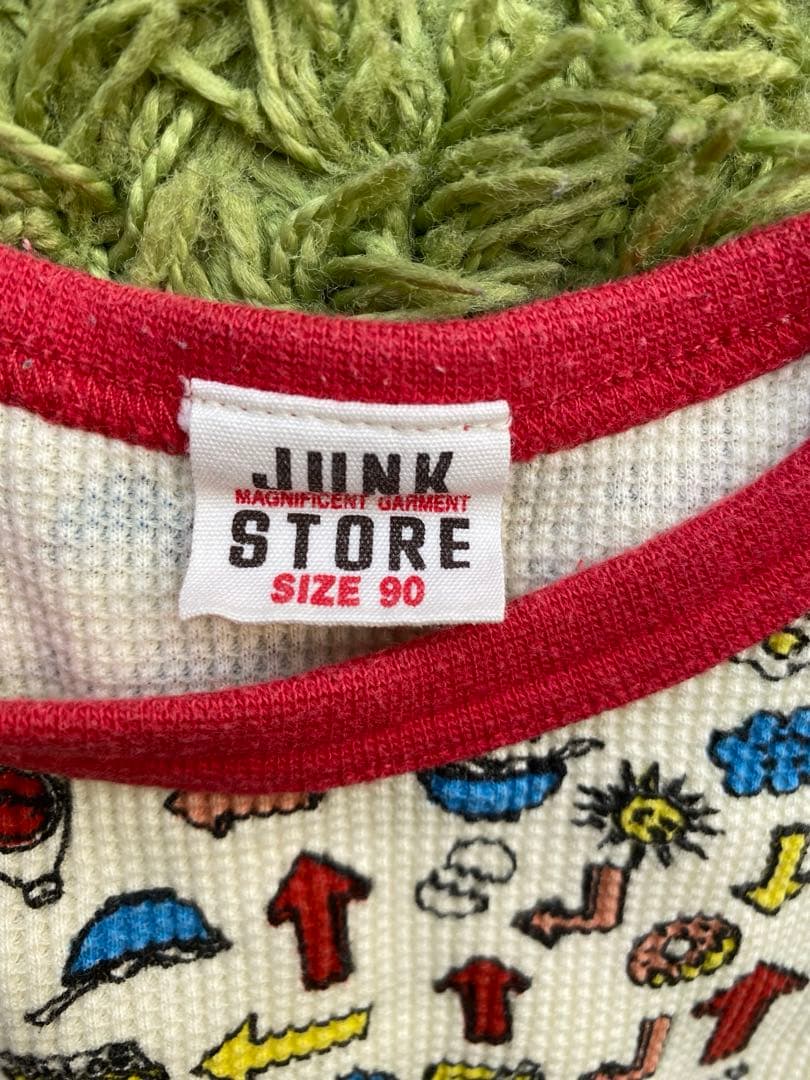 JUNK
MAGNIFICENT GARMENT
STORE
SIZE 90